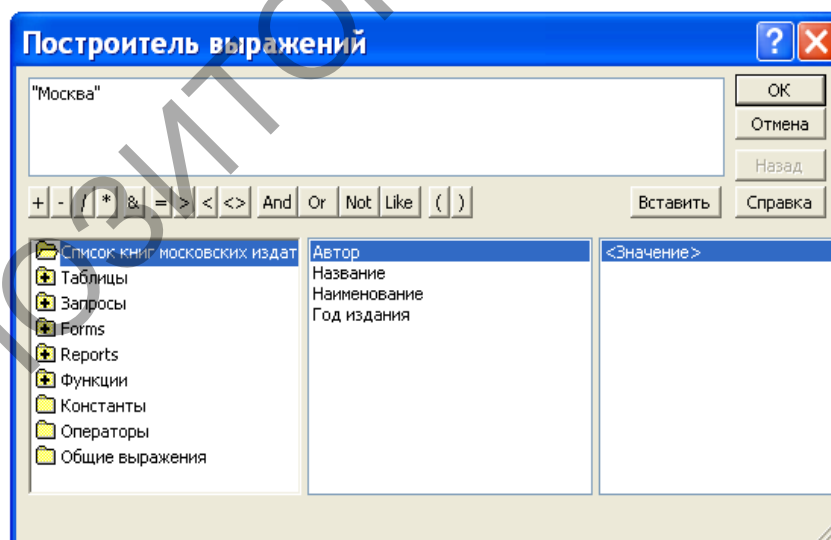 Построитель выражений
"Москва"
ОК
Отмена
Назад
+ - / * & = > < <> And Or Not Like ( ) Вставить Справка
Список книг московских издат
Таблицы
Запросы
Forms
Reports
Функции
Константы
Операторы
Общие выражения
Автор
Название
Наименование
Год издания
<Значение>